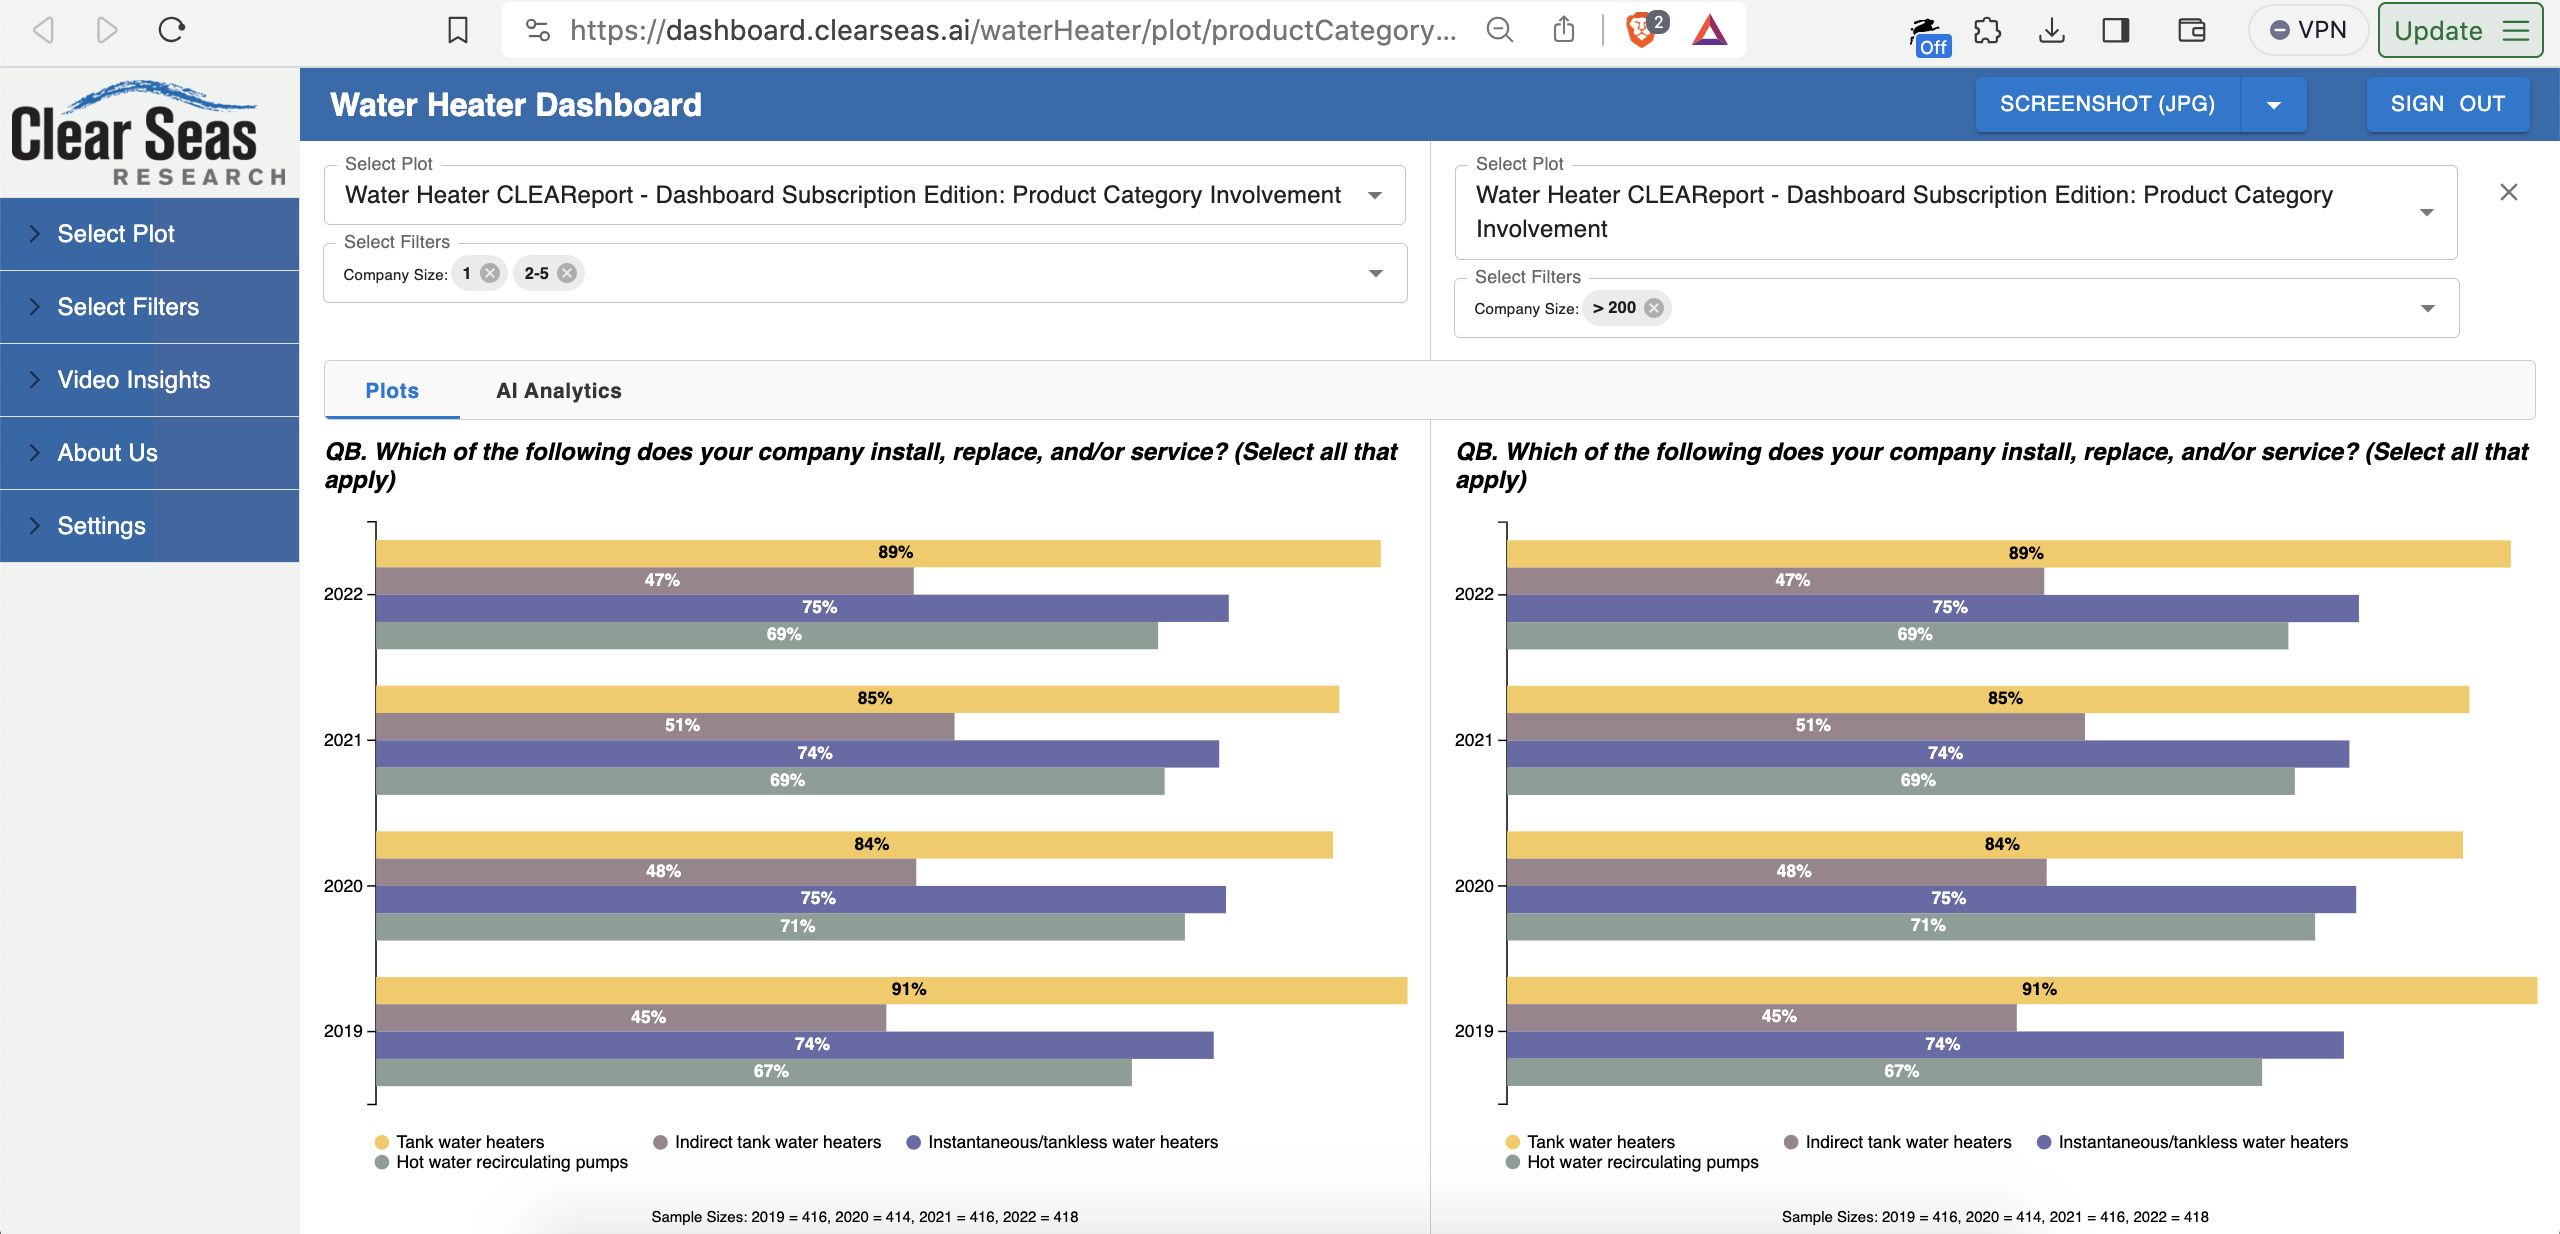 https://dashboard.clearseas.ai/waterHeater/plot/productCategory...
2
Off
VPN
Update
Clear Seas
RESEARCH
Water Heater Dashboard
SCREENSHOT (JPG)
SIGN OUT
Select Plot
Select Filters
Video Insights
About Us
Settings
Select Plot
Water Heater CLEAReport - Dashboard Subscription Edition: Product Category Involvement
Select Filters
Company Size: 1 2-5
Select Plot
Water Heater CLEAReport - Dashboard Subscription Edition: Product Category
Involvement
Select Filters
Company Size: > 200
Plots
AI Analytics
QB. Which of the following does your company install, replace, and/or service? (Select all that
apply)
2022
89%
47%
75%
69%
2021
85%
51%
74%
69%
2020
84%
48%
75%
71%
2019
91%
45%
74%
67%
Tank water heaters
Indirect tank water heaters
Instantaneous/tankless water heaters
Hot water recirculating pumps
Sample Sizes: 2019 = 416, 2020 = 414, 2021 = 416, 2022 = 418
QB. Which of the following does your company install, replace, and/or service? (Select all that
apply)
2022
89%
47%
75%
69%
2021
85%
51%
74%
69%
2020
84%
48%
75%
71%
2019
91%
45%
74%
67%
Tank water heaters
Indirect tank water heaters
Instantaneous/tankless water heaters
Hot water recirculating pumps
Sample Sizes: 2019 = 416, 2020 = 414, 2021 = 416, 2022 = 418